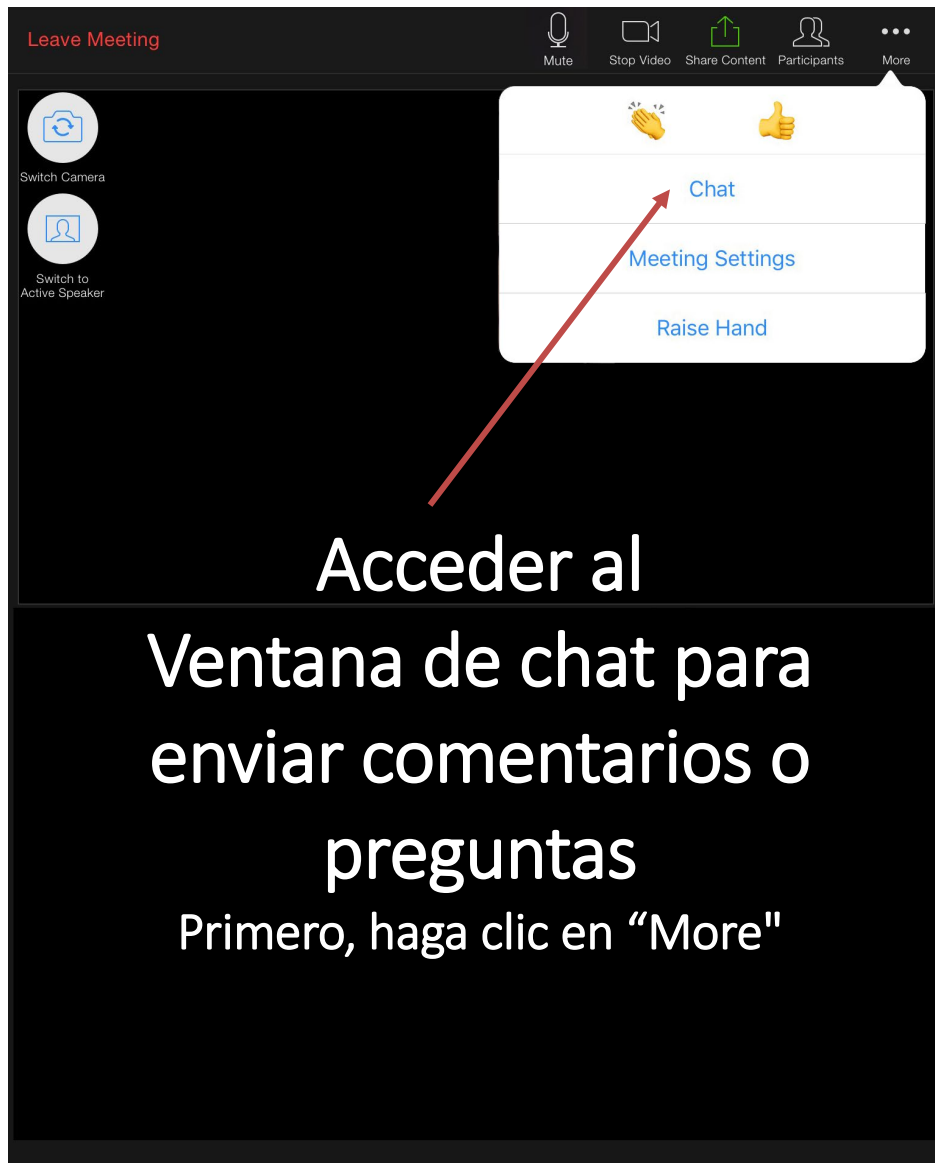 Leave Meeting
Mute
Stop Video
Share Content
Participants
More
Switch Camera
Switch to
Active Speaker
Chat
Meeting Settings
Raise Hand
Acceder al
Ventana de chat para
enviar comentarios o
preguntas
Primero, haga clic en “More"